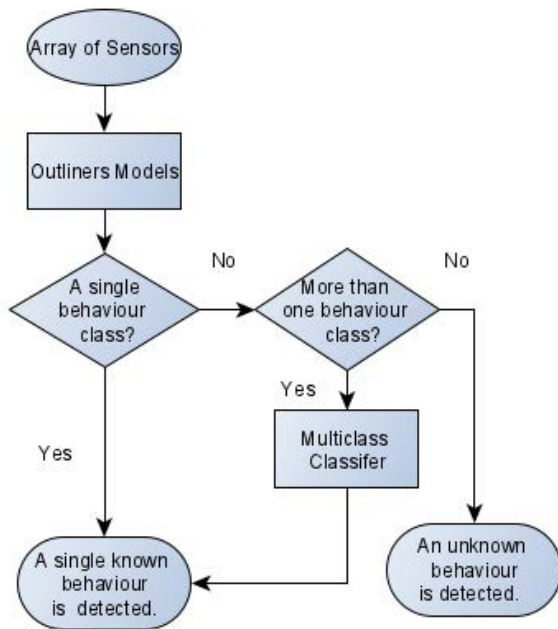 Array of Sensors
Outliners Models
A single
behaviour
class?
No
More than
one behaviour
class?
No
Yes
Yes
Multiclass
Classifer
A single known
behaviour
is detected.
An unknown
behaviour
is detected.